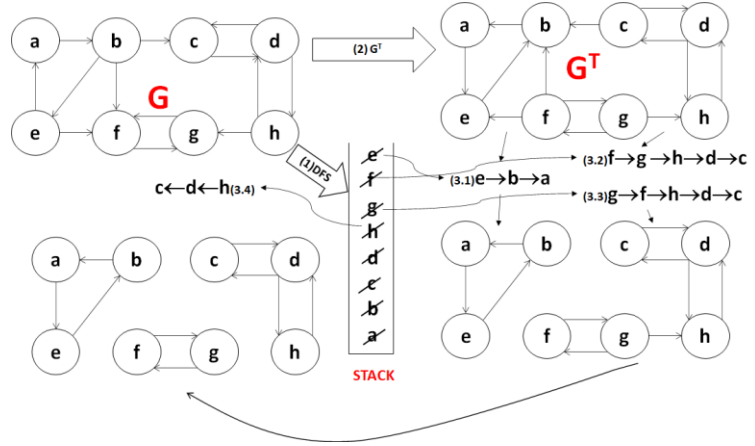 a b c d
G
e f g h
(2) Gᵀ
a b c d
Gᵀ
e f g h
(1)DFS
e
f
g
h
d
c
b
a
STACK
(3.1)e→b→a
(3.2)f→g→h→d→c
(3.3)g→f→h→d→c
c←d←h(3.4)
a b c d
e f g h
a b c d
e f g h